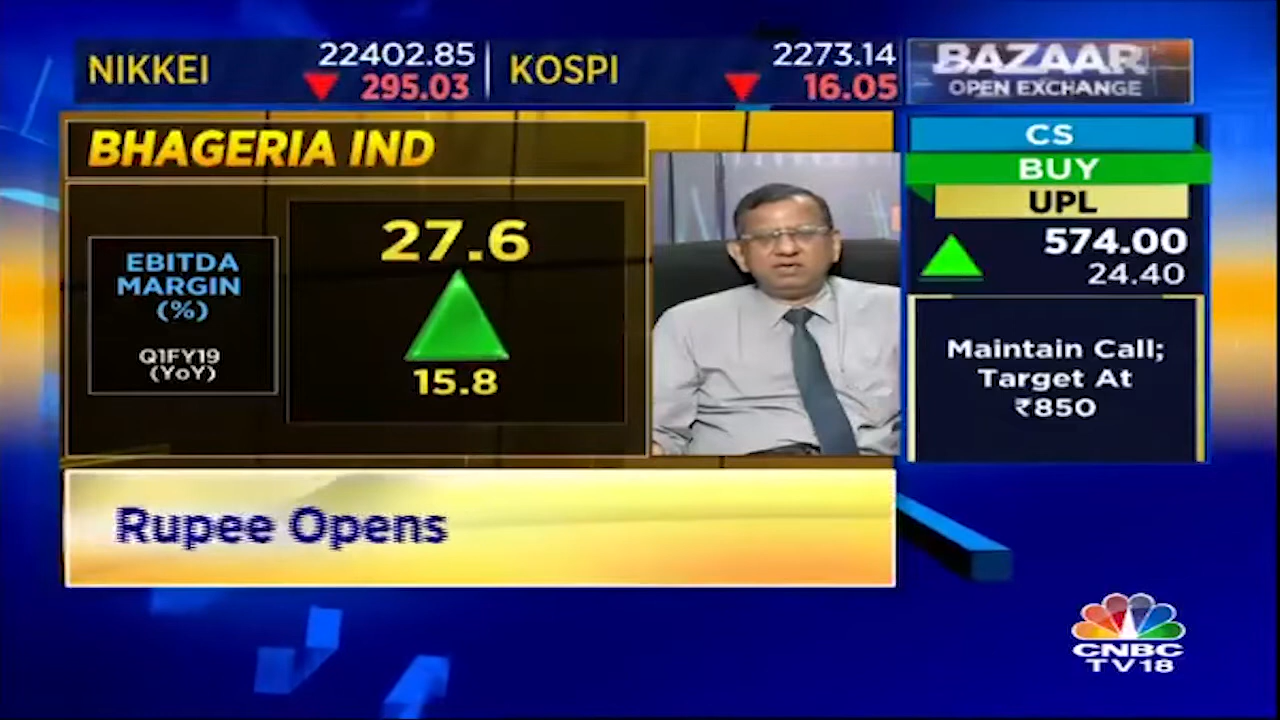 NIKKEI 22402.85
295.03
KOSPI 2273.14
16.05
BAZAAR
OPEN EXCHANGE
BHAGERIA IND
EBITDA
MARGIN
(%)
Q1FY19
(YoY)
27.6
15.8
CS
BUY
UPL
574.00
24.40
Maintain Call;
Target At
₹850
Rupee Opens
CNBC
TV18